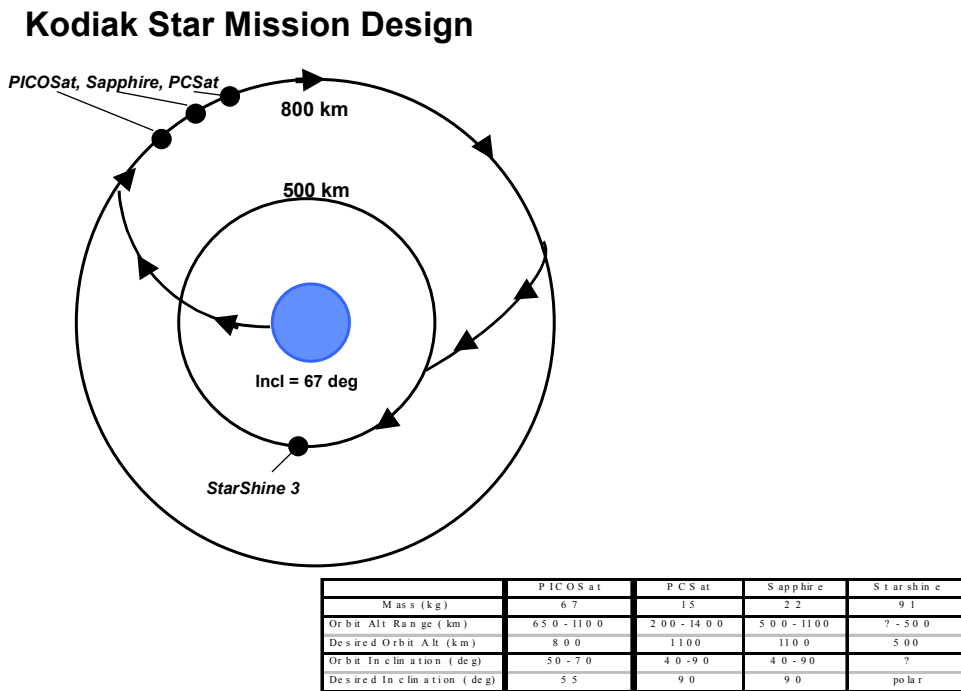 Kodiak Star Mission Design
PICOSat, Sapphire, PCSat
800 km
500 km
Incl = 67 deg
StarShine 3
PICOSat PCSat Sapphire Starshine
Mass (kg) 67 15 22 91
Orbit Alt Range (km) 650-1100 200-1400 500-1100 ?-500
Desired Orbit Alt (km) 800 1100 1100 500
Orbit Inclination (deg) 50-70 40-90 40-90 ?
Desired Inclination (deg) 55 90 90 polar